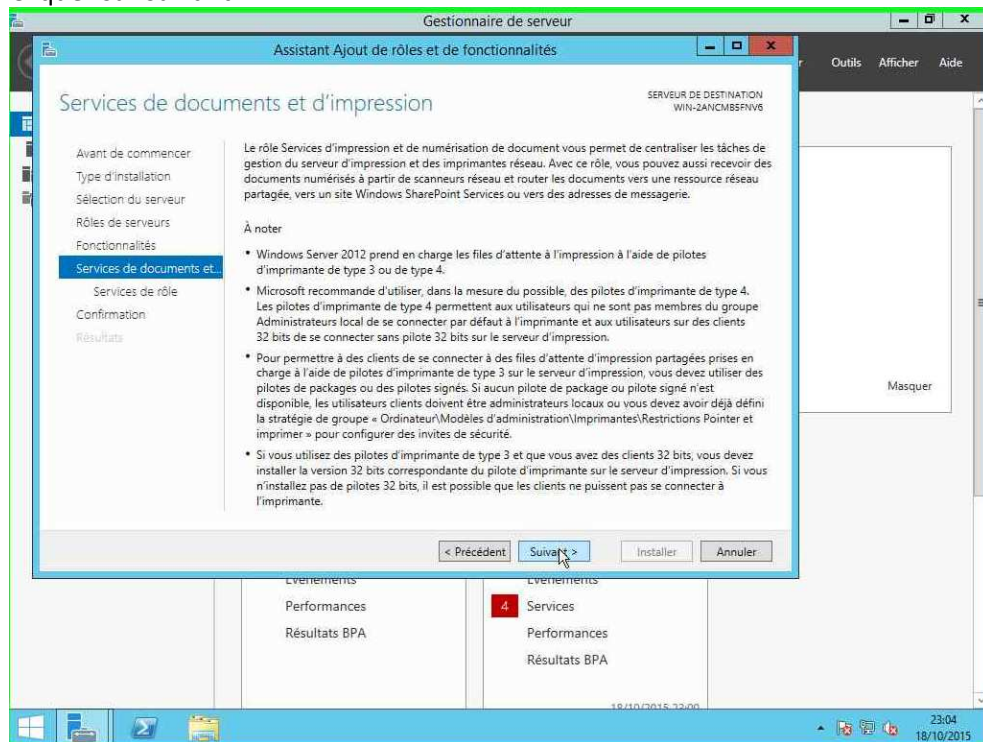 Gestionnaire de serveur
Assistant Ajout de rôles et de fonctionnalités
Outils Afficher Aide
Services de documents et d'impression
SERVEUR DE DESTINATION
WIN-2ANCMB5FNV6
Avant de commencer
Type d'installation
Sélection du serveur
Rôles de serveurs
Fonctionnalités
Services de documents et...
Services de rôle
Confirmation
Résultats
Le rôle Services d'impression et de numérisation de document vous permet de centraliser les tâches de
gestion du serveur d'impression et des imprimantes réseau. Avec ce rôle, vous pouvez aussi recevoir des
documents numérisés à partir de scanneurs réseau et router les documents vers une ressource réseau
partagée, vers un site Windows SharePoint Services ou vers des adresses de messagerie.
À noter
• Windows Server 2012 prend en charge les files d'attente à l'impression à l'aide de pilotes
d'imprimante de type 3 ou de type 4.
• Microsoft recommande d'utiliser, dans la mesure du possible, des pilotes d'imprimante de type 4.
Les pilotes d'imprimante de type 4 permettent aux utilisateurs qui ne sont pas membres du groupe
Administrateurs local de se connecter par défaut à l'imprimante et aux utilisateurs sur des clients
32 bits de se connecter sans pilote 32 bits sur le serveur d'impression.
• Pour permettre à des clients de se connecter à des files d'attente d'impression partagées prises en
charge à l'aide de pilotes d'imprimante de type 3 sur le serveur d'impression, vous devez utiliser des
pilotes de packages ou des pilotes signés. Si aucun pilote de package ou pilote signé n'est
disponible, les utilisateurs clients doivent être administrateurs locaux ou vous devez avoir déjà défini
la stratégie de groupe « Ordinateur\Modèles d'administration\Imprimantes\Restrictions Pointer et
imprimer » pour configurer des invites de sécurité.
• Si vous utilisez des pilotes d'imprimante de type 3 et que vous avez des clients 32 bits, vous devez
installer la version 32 bits correspondante du pilote d'imprimante sur le serveur d'impression. Si vous
n'installez pas de pilotes 32 bits, il est possible que les clients ne puissent pas se connecter à
l'imprimante.
Masquer
< Précédent Suivant > Installer Annuler
Événements Événements
Performances 4 Services
Résultats BPA Performances
Résultats BPA
18/10/2015 23:00
23:04
18/10/2015